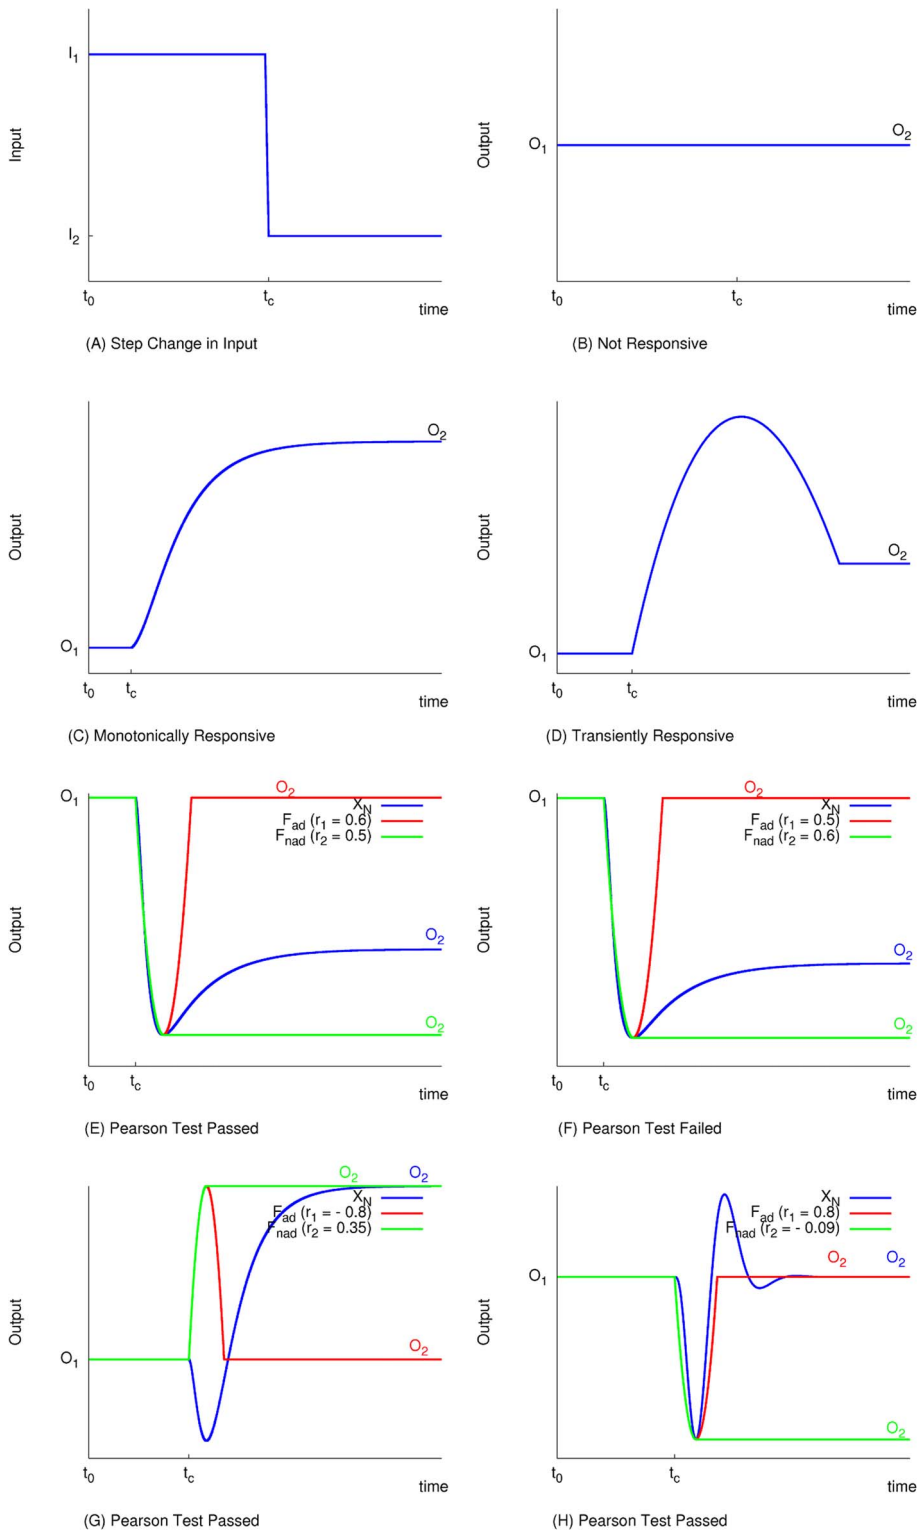 I1
Input
I2
t0
tc
time
(A) Step Change in Input
Output
O1
O2
t0
tc
time
(B) Not Responsive
O2
Output
O1
t0
tc
time
(C) Monotonically Responsive
Output
O2
O1
t0
tc
time
(D) Transiently Responsive
O1
O2
XN
Fad (r1 = 0.6)
Fnad (r2 = 0.5)
Output
O2
O2
t0
tc
time
(E) Pearson Test Passed
O1
O2
XN
Fad (r1 = 0.5)
Fnad (r2 = 0.6)
Output
O2
O2
t0
tc
time
(F) Pearson Test Failed
O2
O2
XN
Fad (r1 = - 0.8)
Fnad (r2 = 0.35)
Output
O2
O1
t0
tc
time
(G) Pearson Test Passed
XN
Fad (r1 = 0.8)
Fnad (r2 = - 0.09)
O2
O2
O1
Output
O2
t0
tc
time
(H) Pearson Test Passed